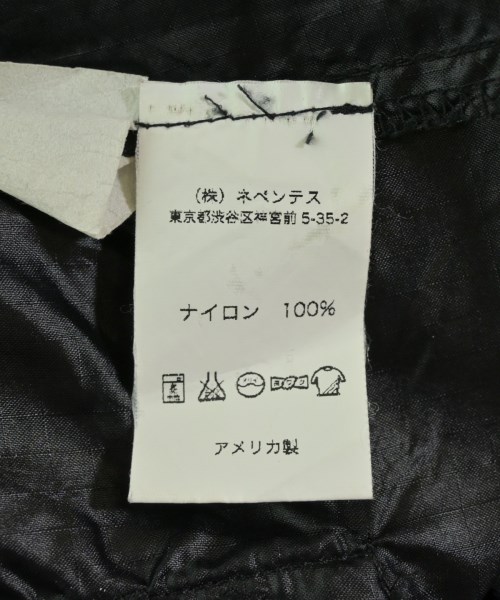 (株) ネペンテス
東京都渋谷区神宮前 5-35-2
ナイロン 100%
アメリカ製